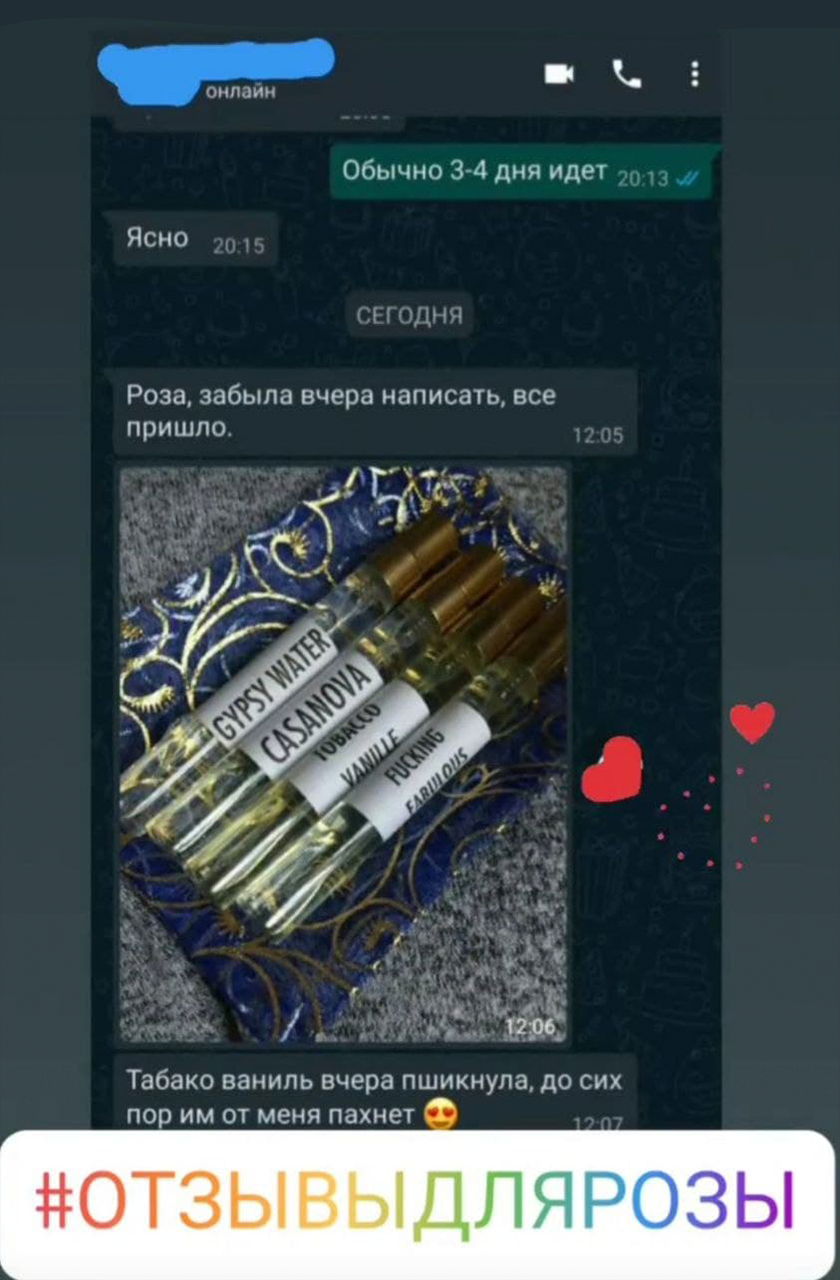 онлайн
Обычно 3-4 дня идет 20:13
Ясно 20:15
СЕГОДНЯ
Роза, забыла вчера написать, все
пришло. 12:05
GYPSY WATER
CASANOVA
TOBACCO
VANILLE
FUCKING
FABULOUS
12:06
Табако ваниль вчера пшикнула, до сих
пор им от меня пахнет 😍 12:07
#ОТЗЫВЫДЛЯРОЗЫ